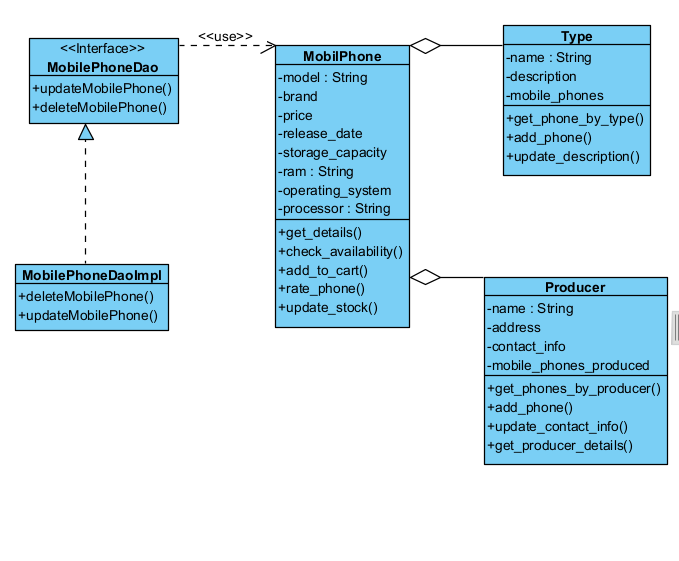 <<Interface>>
MobilePhoneDao
+updateMobilePhone()
+deleteMobilePhone()
<<use>>
MobilPhone
-model : String
-brand
-price
-release_date
-storage_capacity
-ram : String
-operating_system
-processor : String
+get_details()
+check_availability()
+add_to_cart()
+rate_phone()
+update_stock()
Type
-name : String
-description
-mobile_phones
+get_phone_by_type()
+add_phone()
+update_description()
MobilePhoneDaoImpl
+deleteMobilePhone()
+updateMobilePhone()
Producer
-name : String
-address
-contact_info
-mobile_phones_produced
+get_phones_by_producer()
+add_phone()
+update_contact_info()
+get_producer_details()